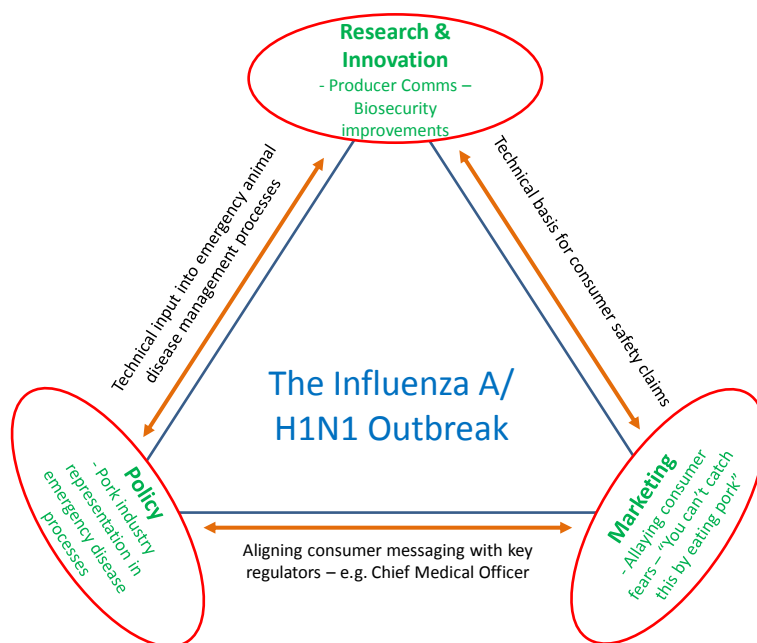 Research &
Innovation
- Producer Comms –
Biosecurity
improvements
Technical input into emergency animal
disease management processes
Technical basis for consumer safety claims
The Influenza A/
H1N1 Outbreak
Policy
- Pork industry
representation in
emergency disease
processes
Marketing
- Allaying consumer
fears – “You can’t catch
this by eating pork”
Aligning consumer messaging with key
regulators – e.g. Chief Medical Officer